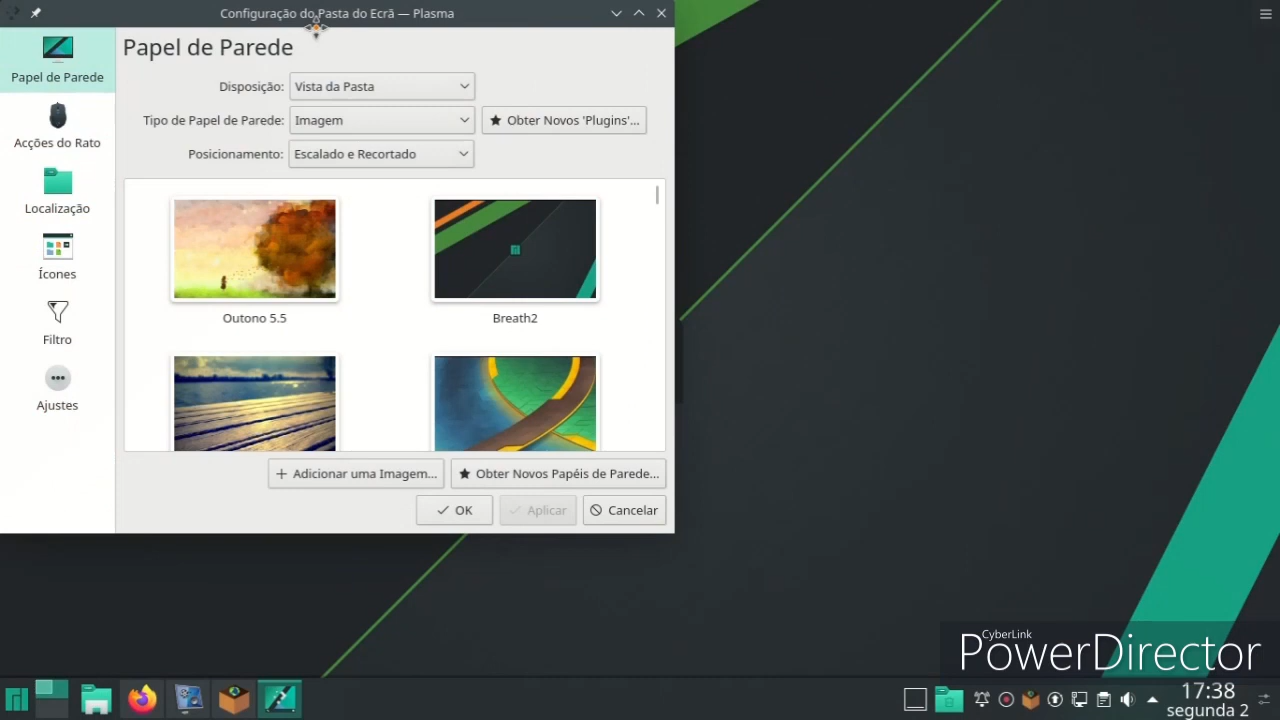 Configuração do Pasta do Ecrã — Plasma
Papel de Parede
Papel de Parede
Disposição: Vista da Pasta
Tipo de Papel de Parede: Imagem ★ Obter Novos 'Plugins'...
Posicionamento: Escalado e Recortado
Acções do Rato
Localização
Ícones
Filtro
Ajustes
Outono 5.5
Breath2
+ Adicionar uma Imagem...
★ Obter Novos Papéis de Parede...
OK
Aplicar
Cancelar
CyberLink
PowerDirector
17:38
segunda 2